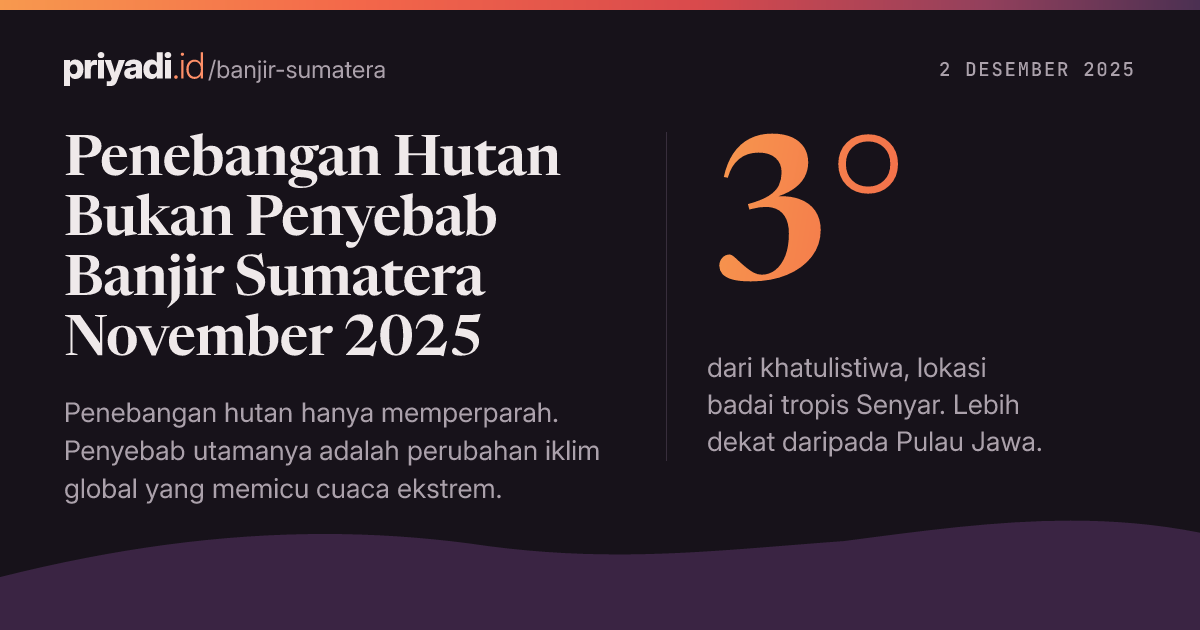 priyadi.id/banjir-sumatera
2 DESEMBER 2025
Penebangan Hutan
Bukan Penyebab
Banjir Sumatera
November 2025
Penebangan hutan hanya memperparah.
Penyebab utamanya adalah perubahan iklim
global yang memicu cuaca ekstrem.
3°
dari khatulistiwa, lokasi
badai tropis Senyar. Lebih
dekat daripada Pulau Jawa.